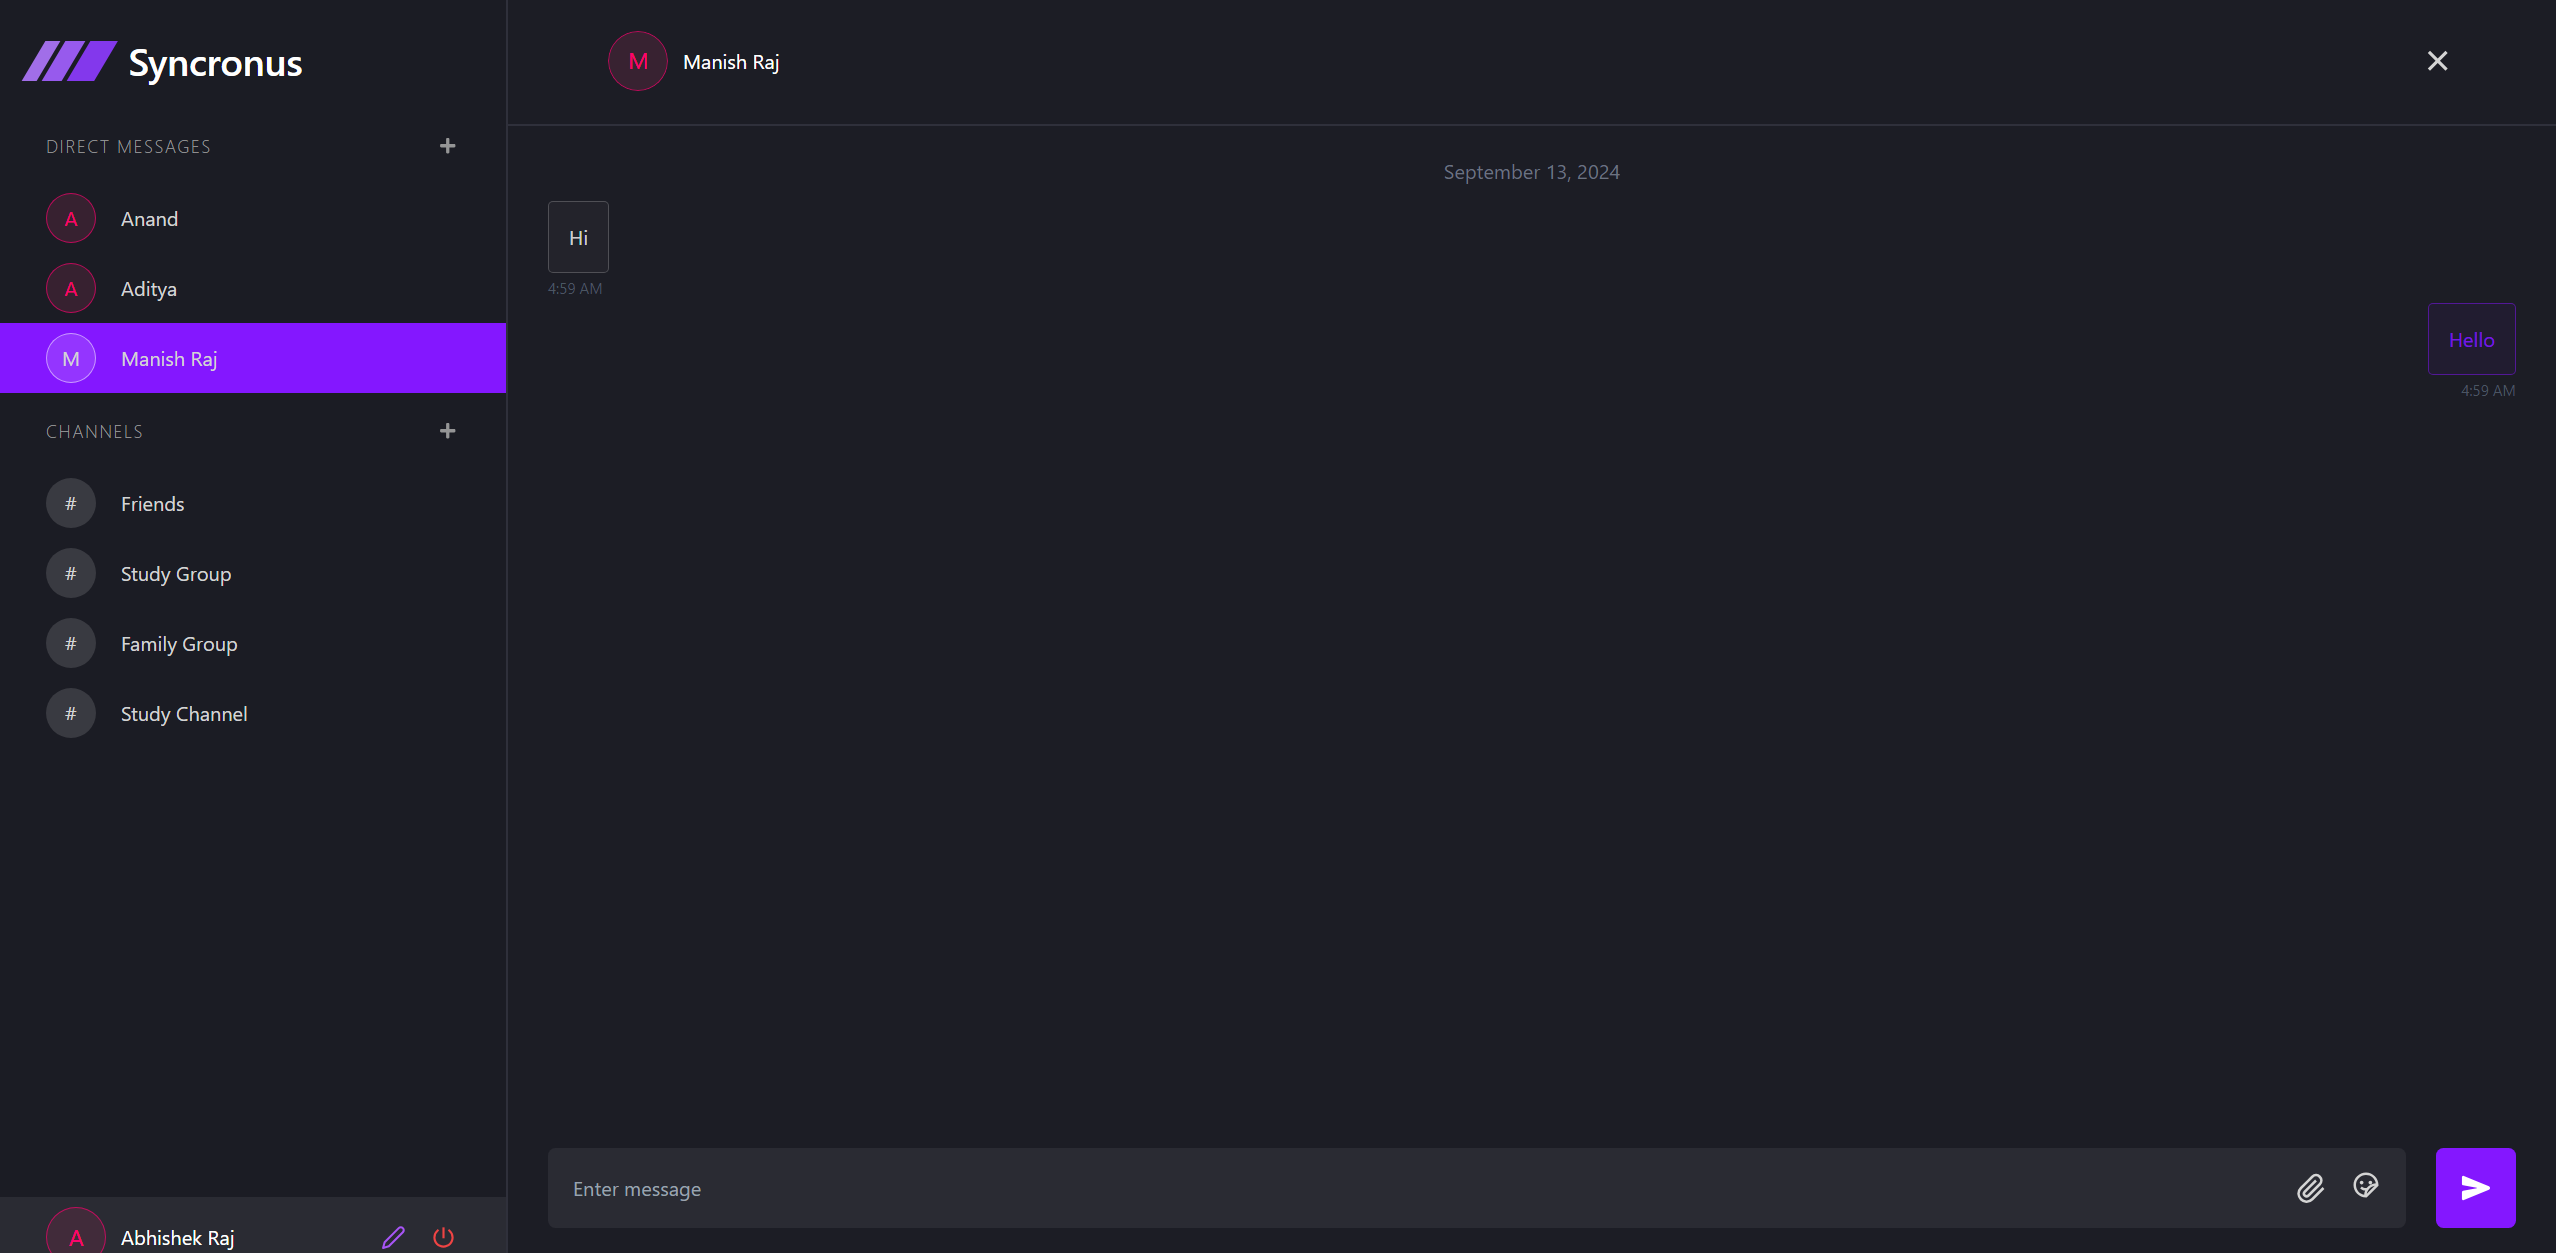 Syncronus
DIRECT MESSAGES
A Anand
A Aditya
M Manish Raj
CHANNELS
# Friends
# Study Group
# Family Group
# Study Channel
A Abhishek Raj
M Manish Raj
September 13, 2024
Hi
4:59 AM
Hello
4:59 AM
Enter message